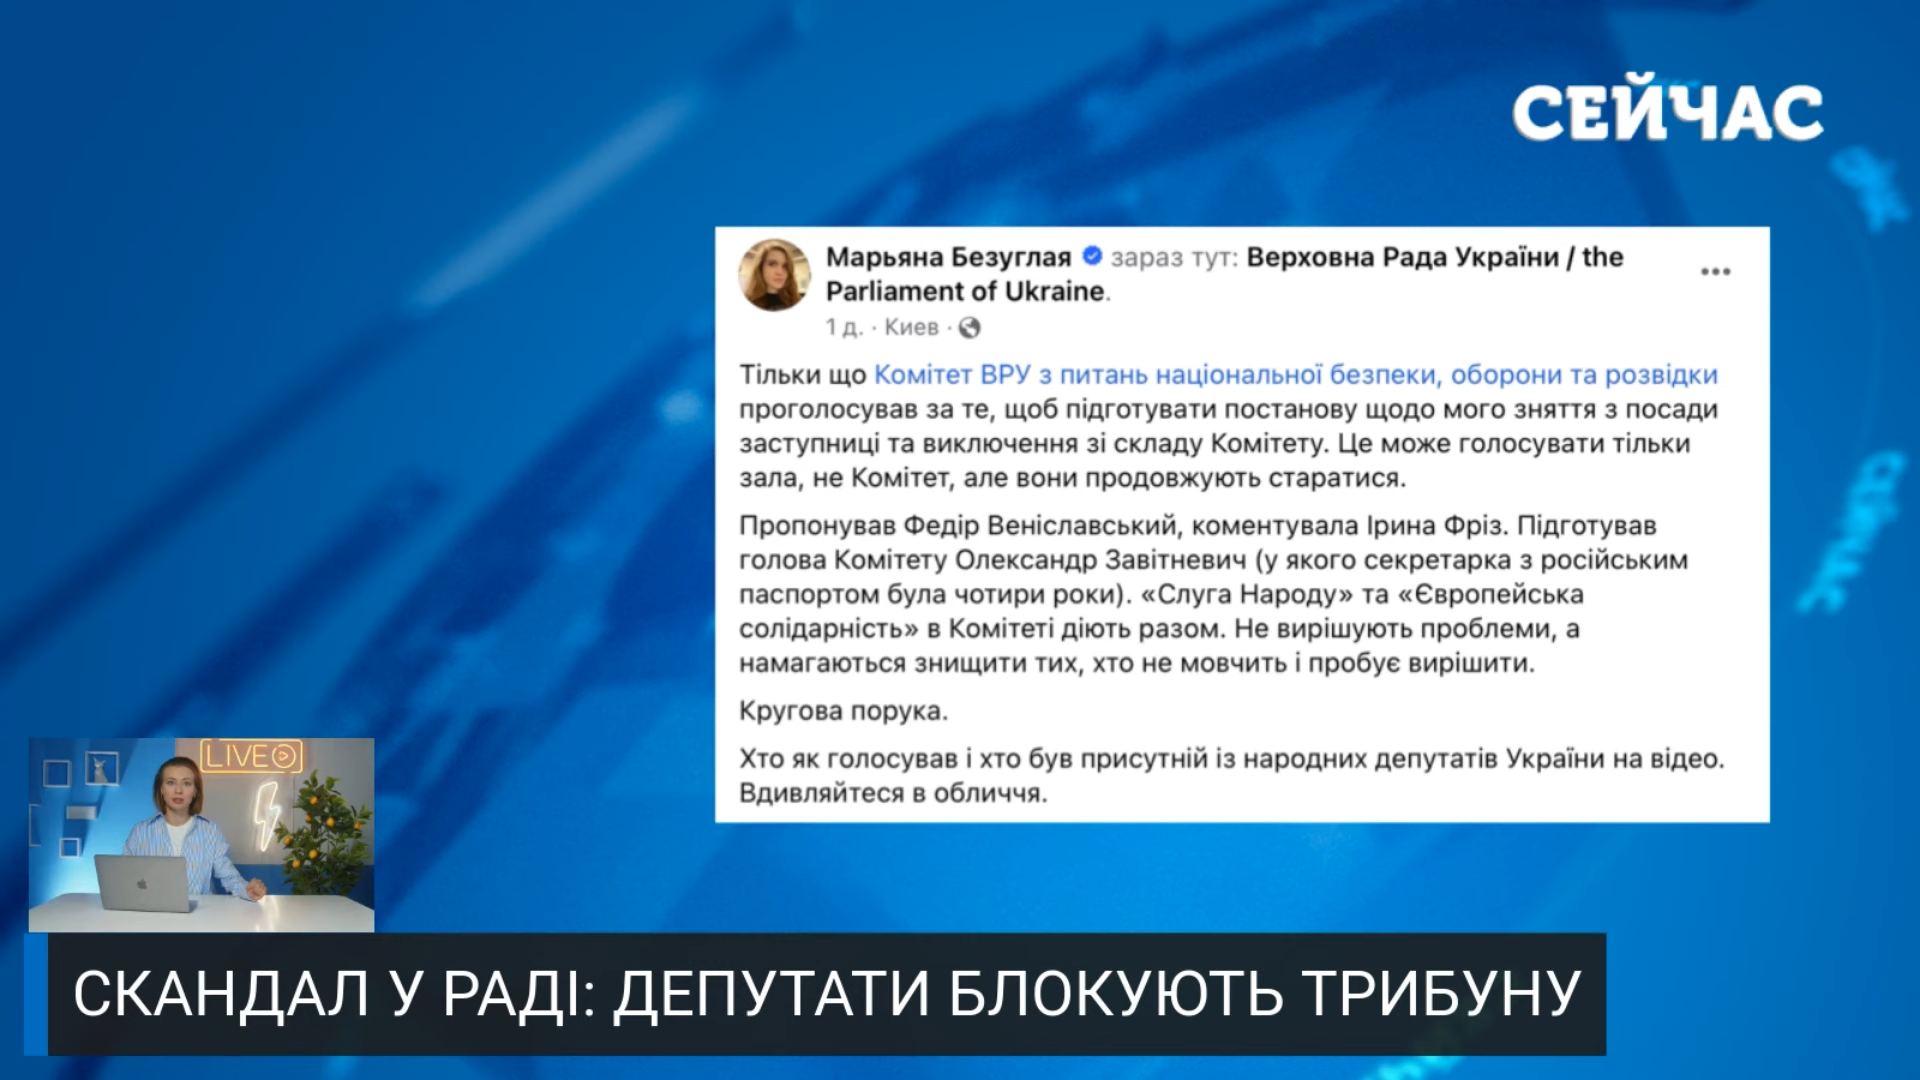 СЕЙЧАС
Марьяна Безуглая зараз тут: Верховна Рада України / the
Parliament of Ukraine.
1 д. · Киев ·
Тільки що Комітет ВРУ з питань національної безпеки, оборони та розвідки
проголосував за те, щоб підготувати постанову щодо мого зняття з посади
заступниці та виключення зі складу Комітету. Це може голосувати тільки
зала, не Комітет, але вони продовжують старатися.
Пропонував Федір Веніславський, коментувала Ірина Фріз. Підготував
голова Комітету Олександр Завітневич (у якого секретарка з російським
паспортом була чотири роки). «Слуга Народу» та «Європейська
солідарність» в Комітеті діють разом. Не вирішують проблеми, а
намагаються знищити тих, хто не мовчить і пробує вирішити.
Кругова порука.
Хто як голосував і хто був присутній із народних депутатів України на відео.
Вдивляйтеся в обличчя.
LIVE
СКАНДАЛ У РАДІ: ДЕПУТАТИ БЛОКУЮТЬ ТРИБУНУ